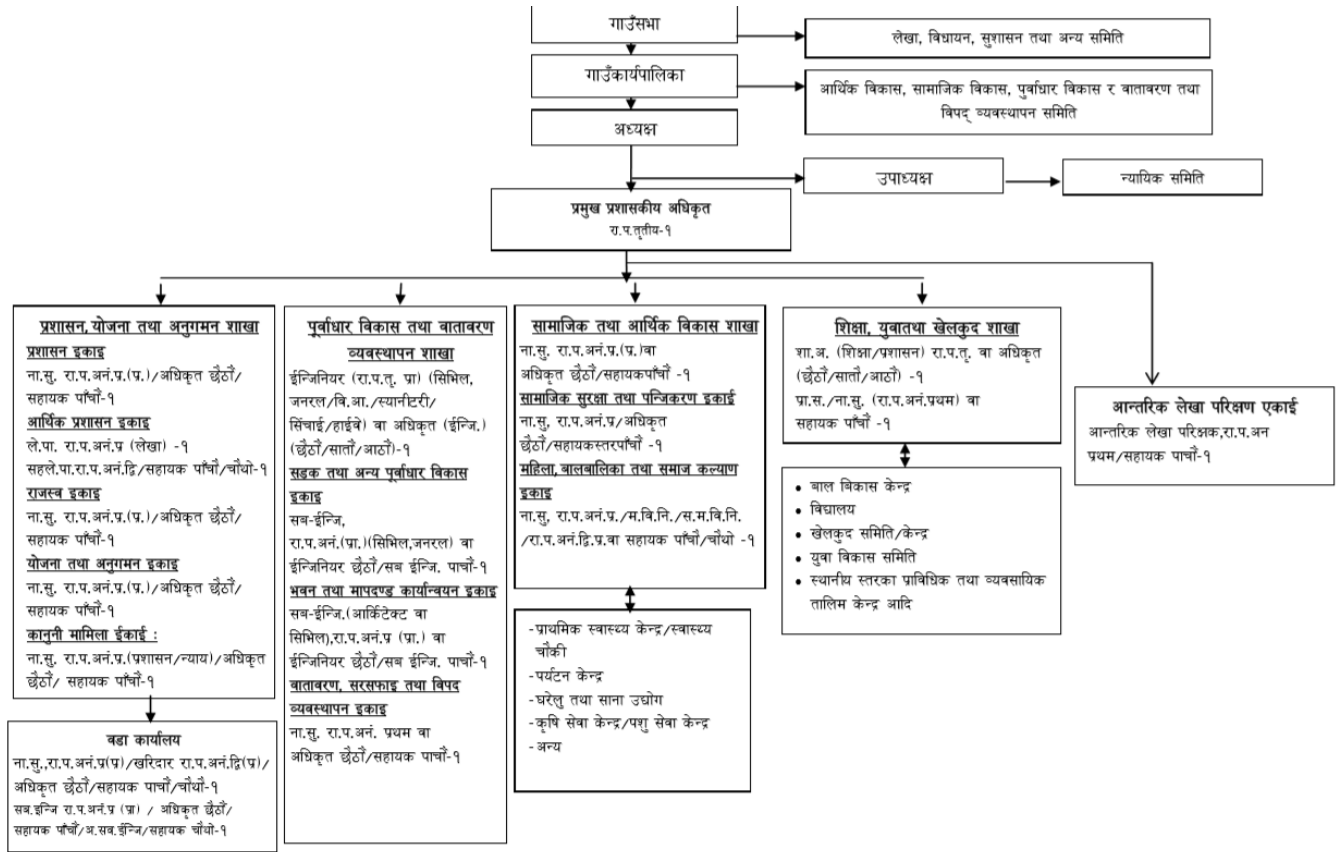 गाउँसभा
लेखा, विधायन, सुशासन तथा अन्य समिति
गाउँकार्यपालिका
आर्थिक विकास, सामाजिक विकास, पुर्वाधार विकास र वातावरण तथा
विपद् व्यवस्थापन समिति
अध्यक्ष
उपाध्यक्ष
न्यायिक समिति
प्रमुख प्रशासकीय अधिकृत
रा.प.तृतीय-१
प्रशासन,योजना तथा अनुगमन शाखा
प्रशासन इकाइ
ना.सु. रा.प.अनं.प्र.(प्र.)/अधिकृत छैठौं/
सहायक पाँचौं-१
आर्थिक प्रशासन इकाइ
ले.पा. रा.प.अनं.प्र (लेखा) -१
सहले.पा.रा.प.अनं.द्वि/सहायक पाँचौ/चौथो-१
राजस्व इकाइ
ना.सु. रा.प.अनं.प्र.(प्र.)/अधिकृत छैठौं/
सहायक पाँचौ-१
योजना तथा अनुगमन इकाइ
ना.सु. रा.प.अनं.प्र.(प्र.)/अधिकृत छैठौं/
सहायक पाँचौ-१
कानुनी मामिला ईकाई :
ना.सु. रा.प.अनं.प्र.(प्रशासन/न्याय)/अधिकृत
छैठौं/ सहायक पाँचौ-१
वडा कार्यालय
ना.सु.,रा.प.अनं.प्र(प्र)/खरिदार रा.प.अनं.द्वि(प्र)/
अधिकृत छैठौं/सहायक पाचौं/चौथौ-१
सब.इन्जि रा.प.अनं.प्र (प्रा) / अधिकृत छैठौं/
सहायक पाँचौं/अ.सव.ईन्जि/सहायक चौथो-१
पूर्वाधार विकास तथा वातावरण
व्यवस्थापन शाखा
ईन्जिनियर (रा.प.तृ. प्रा) (सिभिल,
जनरल/वि.आ./स्यानीटरी/
सिंचाई/हाईवे) वा अधिकृत (ईन्जि.)
(छैठौं/सातौं/आठौं)-१
सडक तथा अन्य पूर्वाधार विकास
इकाइ
सब-ईन्जि,
रा.प.अनं.(प्रा.)(सिभिल,जनरल) वा
ईन्जिनियर छैठौं/सब ईन्जि. पाचौं-१
भवन तथा मापदण्ड कार्यान्वयन इकाइ
सब-ईन्जि.(आर्किटेक्ट वा
सिभिल),रा.प.अनं.प्र (प्रा.) वा
ईन्जिनियर छैठौं/सब ईन्जि. पाचौं-१
वातावरण, सरसफाइ तथा विपद
व्यवस्थापन इकाइ
ना.सु. रा.प.अनं. प्रथम वा
अधिकृत छैठौं/सहायक पाचौं-१
सामाजिक तथा आर्थिक विकास शाखा
ना.सु. रा.प.अनं.प्र.(प्र.)वा
अधिकृत छैठौं/सहायकपाँचौं -१
सामाजिक सुरक्षा तथा पन्जिकरण इकाई
ना.सु. रा.प.अनं.प्र/अधिकृत
छैठौं/सहायकस्तरपाँचौं -१
महिला,बालबालिका तथा समाज कल्याण
इकाइ
ना.सु. रा.प.अनं.प्र./म.वि.नि./स.म.वि.नि.
/रा.प.अनं.द्वि.प्र.वा सहायक पाँचौं/चौथो -१
-प्राथमिक स्वास्थ्य केन्द्र/स्वास्थ्य
चौकी
-पर्यटन केन्द्र
-घरेलु तथा साना उद्योग
-कृषि सेवा केन्द्र/पशु सेवा केन्द्र
-अन्य
शिक्षा, युवातथा खेलकुद शाखा
शा.अ. (शिक्षा/प्रशासन) रा.प.तृ. वा अधिकृत
(छैठौं/सातौं/आठौं) -१
प्रा.स./ना.सु. (रा.प.अनं.प्रथम) वा
सहायक पाँचौं -१
• बाल बिकास केन्द्र
• विद्यालय
• खेलकुद समिति/केन्द्र
• युवा विकास समिति
• स्थानीय स्तरका प्राविधिक तथा व्यवसायिक
तालिम केन्द्र आदि
आन्तरिक लेखा परिक्षण एकाई
आन्तरिक लेखा परिक्षक,रा.प.अन
प्रथम/सहायक पाचौं-१